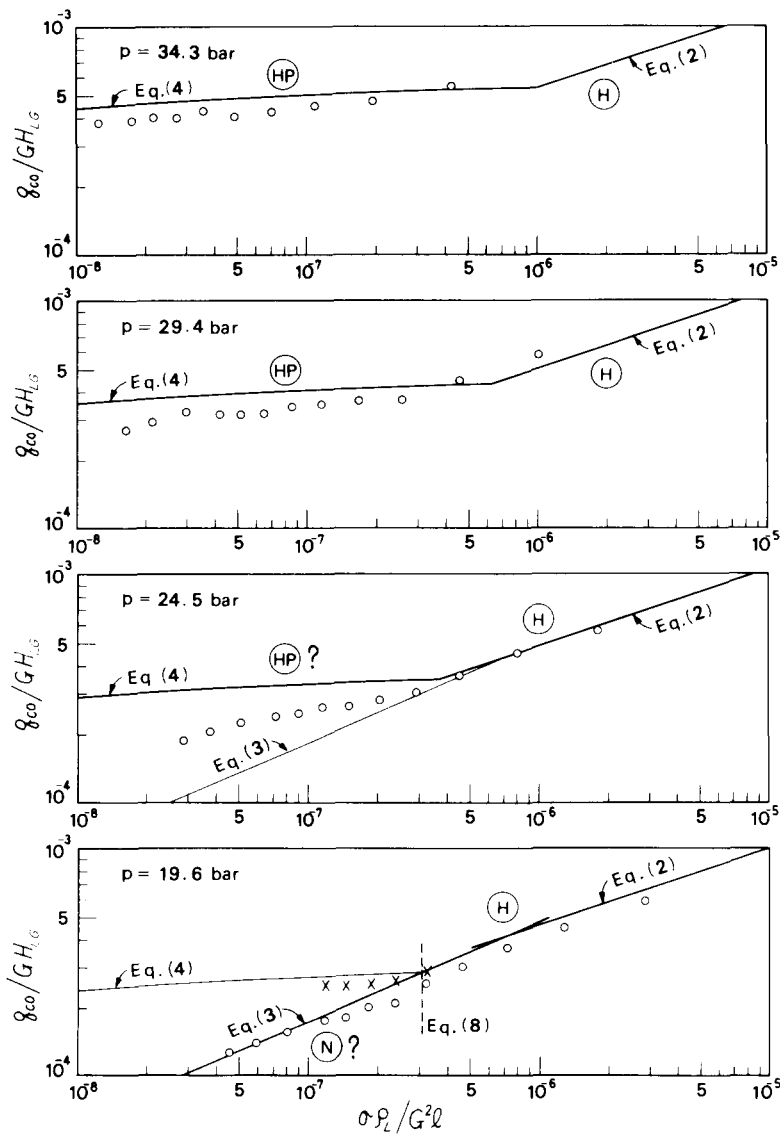 10⁻³
p = 34.3 bar
HP
Eq.(4)
Eq.(2)
H
5
q_co/GH_LG
10⁻⁴
10⁻⁸ 5 10⁻⁷ 5 10⁻⁶ 5 10⁻⁵
10⁻³
p = 29.4 bar
Eq.(4)
HP
Eq.(2)
H
5
q_co/GH_LG
10⁻⁴
10⁻⁸ 5 10⁻⁷ 5 10⁻⁶ 5 10⁻⁵
10⁻³
p = 24.5 bar
H
Eq.(2)
5
HP ?
Eq (4)
q_co/GH_LG
Eq.(3)
10⁻⁴
10⁻⁸ 5 10⁻⁷ 5 10⁻⁶ 5 10⁻⁵
10⁻³
p = 19.6 bar
Eq.(2)
H
5
q_co/GH_LG
Eq.(4)
Eq.(3)
Eq.(8)
N ?
10⁻⁴
10⁻⁸ 5 10⁻⁷ 5 10⁻⁶ 5 10⁻⁵
σρ_L/G²l